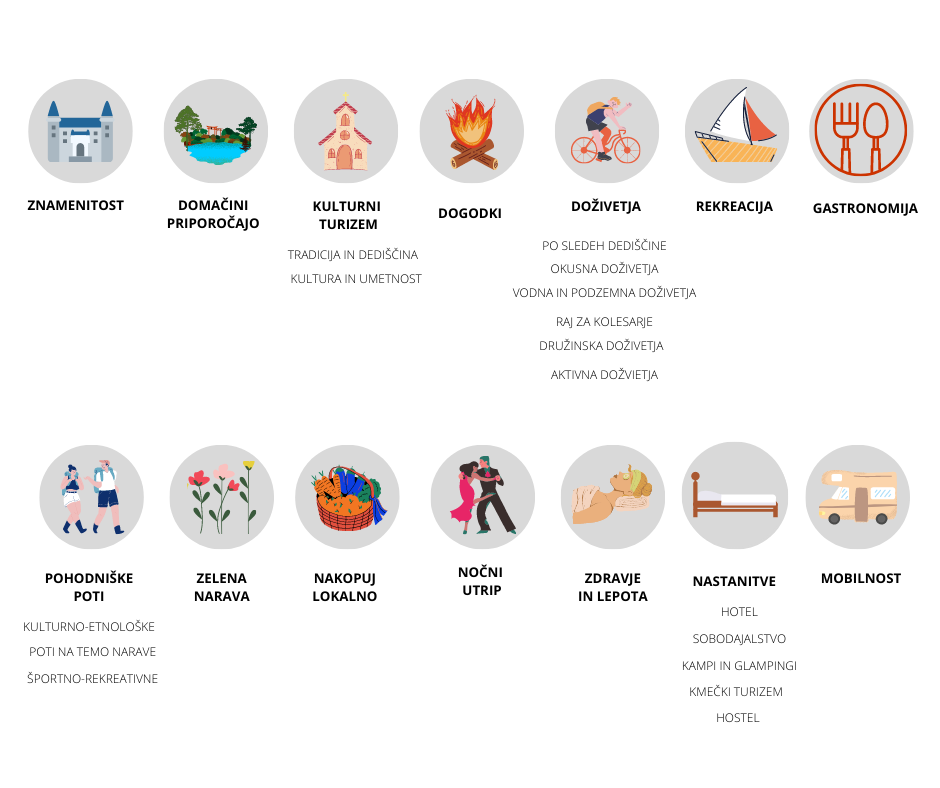 ZNAMENITOST
DOMAČINI
PRIPOROČAJO
KULTURNI
TURIZEM
TRADICIJA IN DEDIŠČINA
KULTURA IN UMETNOST
DOGODKI
DOŽIVETJA
PO SLEDEH DEDIŠČINE
OKUSNA DOŽIVETJA
VODNA IN PODZEMNA DOŽIVETJA
RAJ ZA KOLESARJE
DRUŽINSKA DOŽIVETJA
AKTIVNA DOŽVIETJA
REKREACIJA
GASTRONOMIJA
POHODNIŠKE
POTI
KULTURNO-ETNOLOŠKE
POTI NA TEMO NARAVE
ŠPORTNO-REKREATIVNE
ZELENA
NARAVA
NAKOPUJ
LOKALNO
NOČNI
UTRIP
ZDRAVJE
IN LEPOTA
NASTANITVE
HOTEL
SOBODAJALSTVO
KAMPI IN GLAMPINGI
KMEČKI TURIZEM
HOSTEL
MOBILNOST